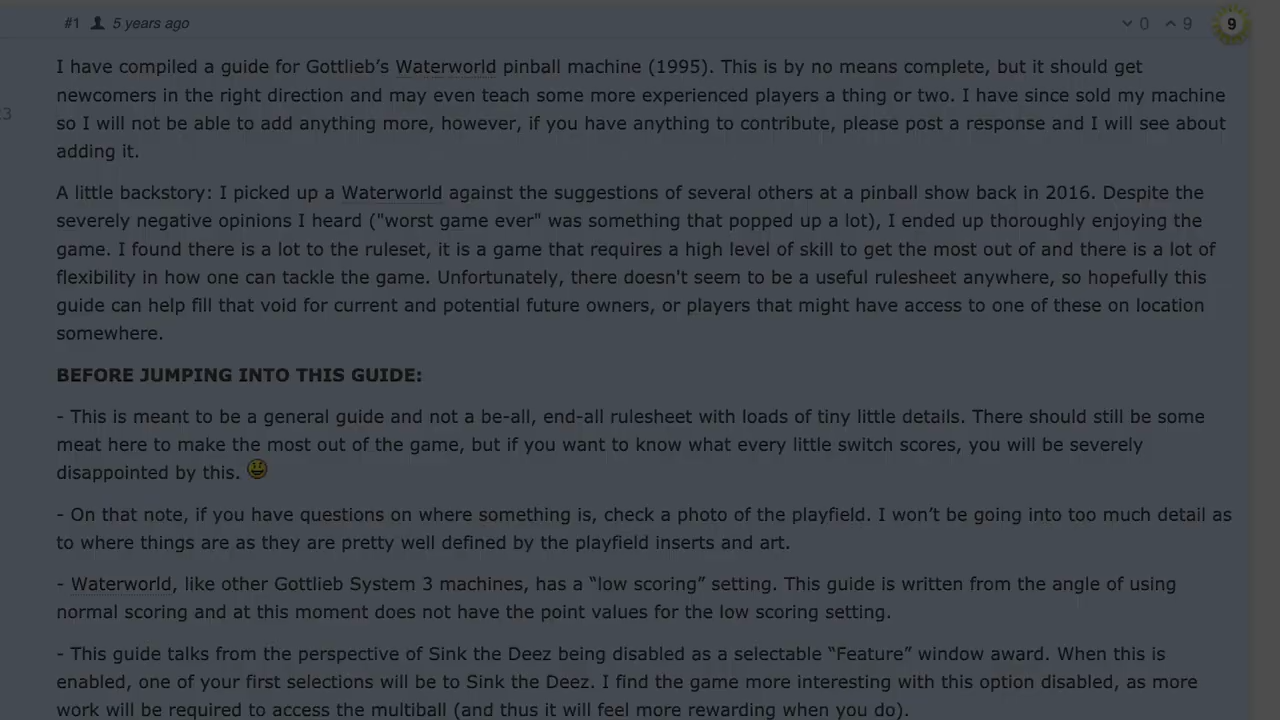 #1 5 years ago 0 9 9
I have compiled a guide for Gottlieb’s Waterworld pinball machine (1995). This is by no means complete, but it should get
newcomers in the right direction and may even teach some more experienced players a thing or two. I have since sold my machine
so I will not be able to add anything more, however, if you have anything to contribute, please post a response and I will see about
adding it.
A little backstory: I picked up a Waterworld against the suggestions of several others at a pinball show back in 2016. Despite the
severely negative opinions I heard ("worst game ever" was something that popped up a lot), I ended up thoroughly enjoying the
game. I found there is a lot to the ruleset, it is a game that requires a high level of skill to get the most out of and there is a lot of
flexibility in how one can tackle the game. Unfortunately, there doesn't seem to be a useful rulesheet anywhere, so hopefully this
guide can help fill that void for current and potential future owners, or players that might have access to one of these on location
somewhere.
BEFORE JUMPING INTO THIS GUIDE:
- This is meant to be a general guide and not a be-all, end-all rulesheet with loads of tiny little details. There should still be some
meat here to make the most out of the game, but if you want to know what every little switch scores, you will be severely
disappointed by this.
- On that note, if you have questions on where something is, check a photo of the playfield. I won’t be going into too much detail as
to where things are as they are pretty well defined by the playfield inserts and art.
- Waterworld, like other Gottlieb System 3 machines, has a “low scoring” setting. This guide is written from the angle of using
normal scoring and at this moment does not have the point values for the low scoring setting.
- This guide talks from the perspective of Sink the Deez being disabled as a selectable “Feature” window award. When this is
enabled, one of your first selections will be to Sink the Deez. I find the game more interesting with this option disabled, as more
work will be required to access the multiball (and thus it will feel more rewarding when you do).